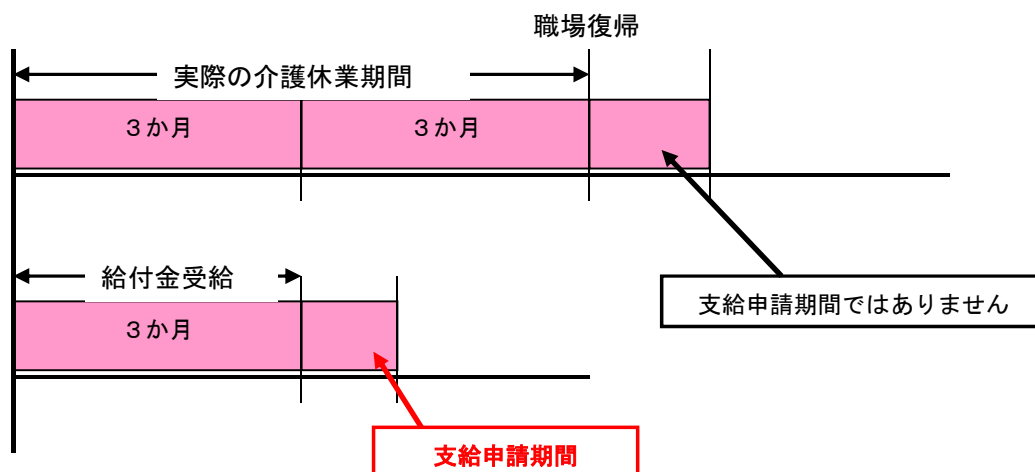 職場復帰
実際の介護休業期間
３か月
３か月
給付金受給
支給申請期間ではありません
３か月
支給申請期間